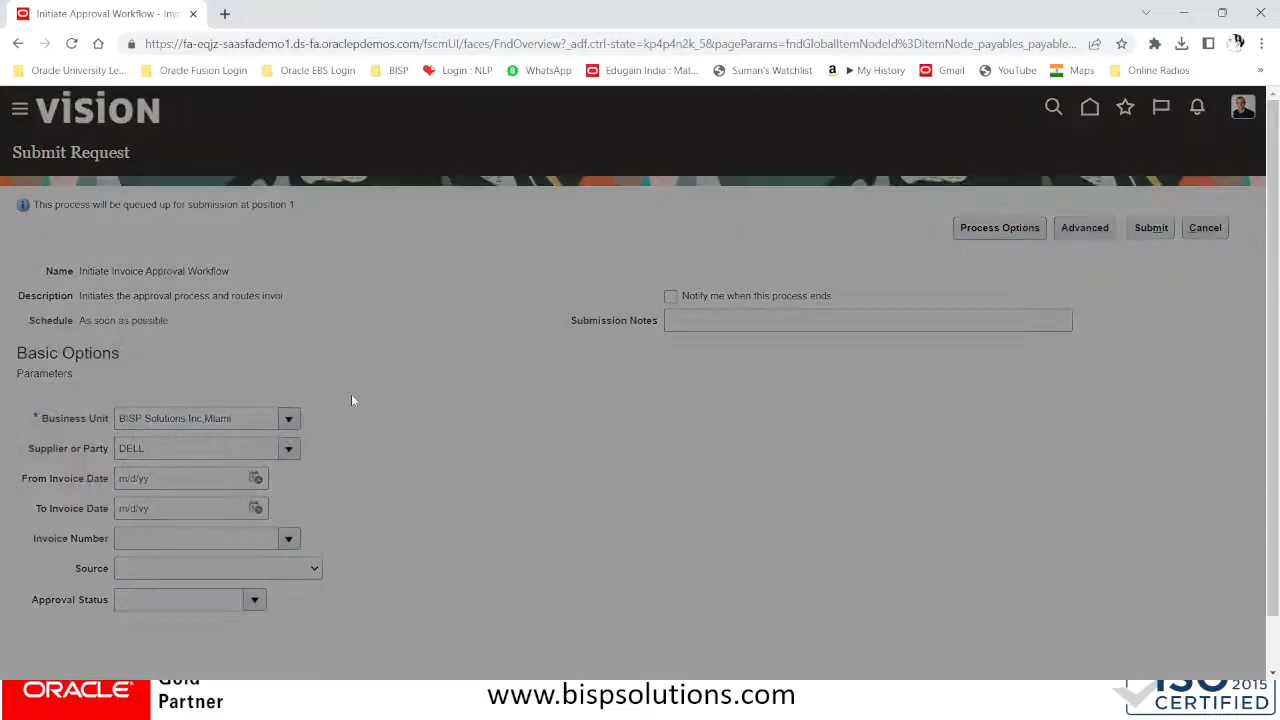 Initiate Approval Workflow - Invo
https://fa-eqjz-saasfademo1.ds-fa.oraclepdemos.com/fscmUI/faces/FndOverview?_adf.ctrl-state=kp4p4n2k_5&pageParams=fndGlobalItemNodeId%3DitemNode_payables_payable...
Oracle University Le... Oracle Fusion Login Oracle EBS Login BISP Login : NLP WhatsApp Edugain India : Mat... Suman's Watchlist ▶ My History Gmail YouTube Maps Online Radios »
VISION
Submit Request
This process will be queued up for submission at position 1
Process Options Advanced Submit Cancel
Name Initiate Invoice Approval Workflow
Description Initiates the approval process and routes invoi
Notify me when this process ends
Schedule As soon as possible
Submission Notes
Basic Options
Parameters
* Business Unit BISP Solutions Inc,Miami
Supplier or Party DELL
From Invoice Date m/d/yy
To Invoice Date m/d/yy
Invoice Number
Source
Approval Status
ORACLE
Gold
Partner
www.bispsolutions.com
ISO 2015
CERTIFIED